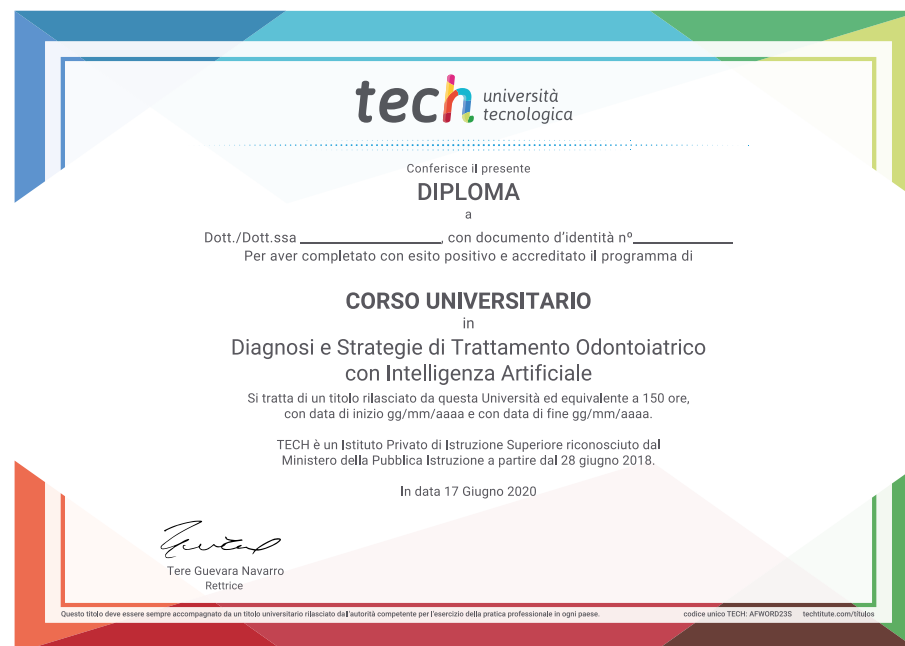 tech università
tecnologica
Conferisce il presente
DIPLOMA
a
Dott./Dott.ssa ____________________, con documento d'identità nº______________
Per aver completato con esito positivo e accreditato il programma di
CORSO UNIVERSITARIO
in
Diagnosi e Strategie di Trattamento Odontoiatrico
con Intelligenza Artificiale
Si tratta di un titolo rilasciato da questa Università ed equivalente a 150 ore,
con data di inizio gg/mm/aaaa e con data di fine gg/mm/aaaa.
TECH è un Istituto Privato di Istruzione Superiore riconosciuto dal
Ministero della Pubblica Istruzione a partire dal 28 giugno 2018.
In data 17 Giugno 2020
Tere Guevara Navarro
Rettrice
Questo titolo deve essere sempre accompagnato da un titolo universitario rilasciato dall'autorità competente per l'esercizio della pratica professionale in ogni paese. codice unico TECH: AFWORD23S techtitute.com/titulos